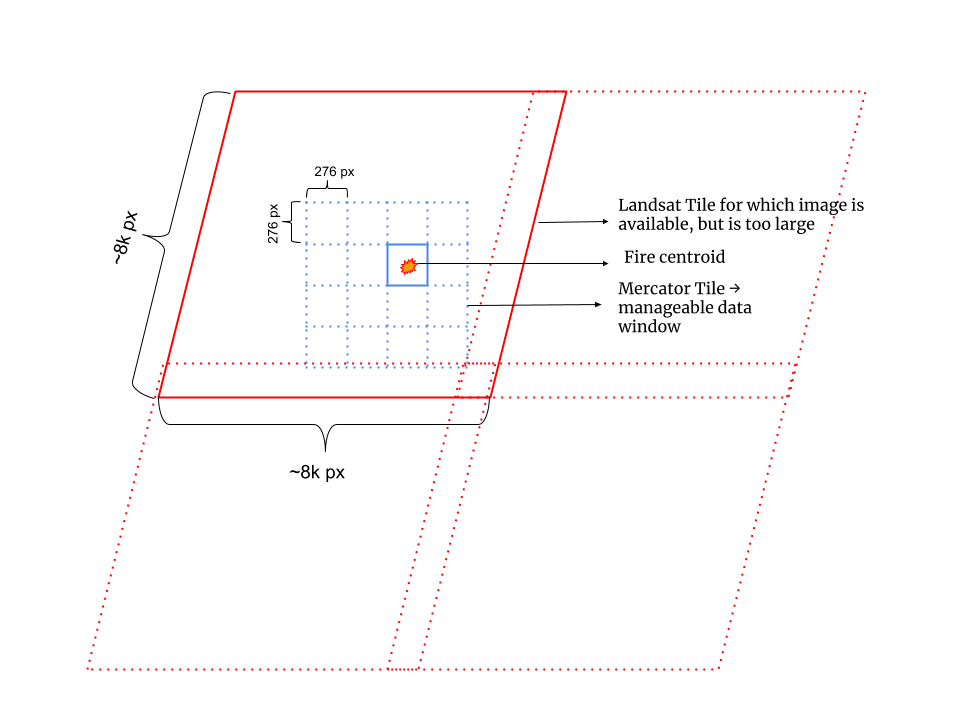 276 px
276 px
~8k px
Landsat Tile for which image is
available, but is too large
Fire centroid
Mercator Tile →
manageable data
window
~8k px